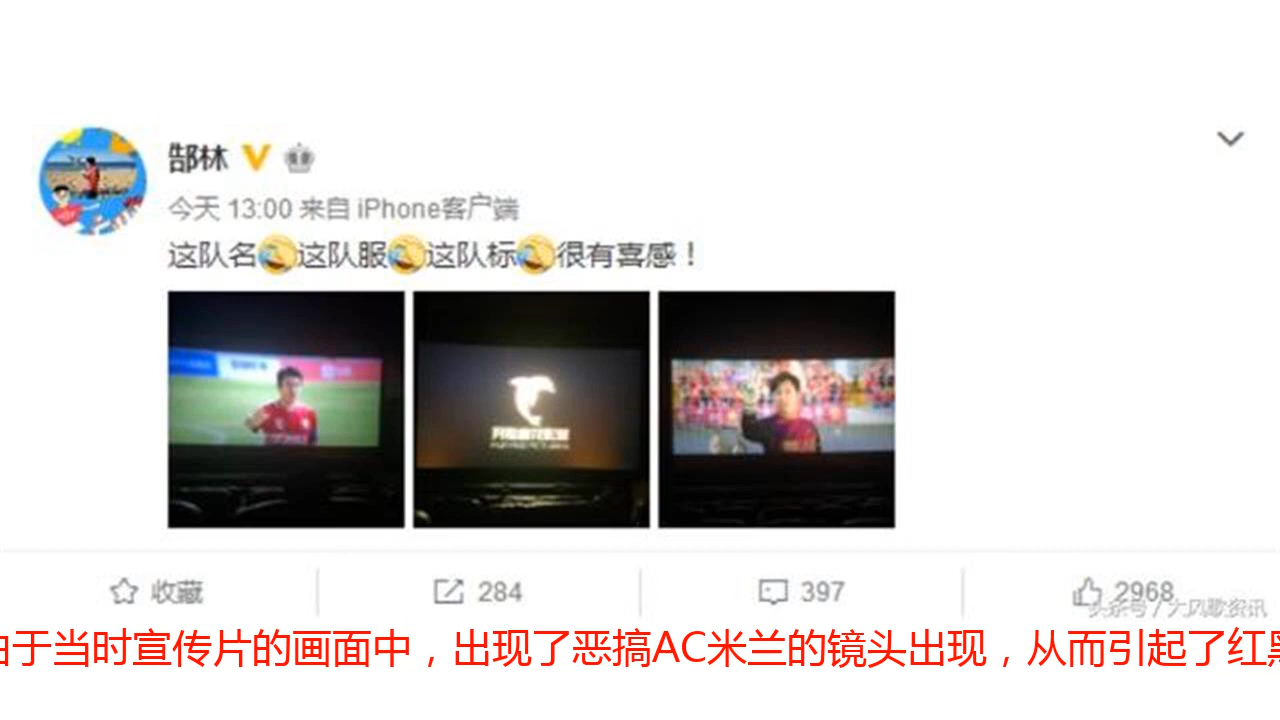 郜林
今天 13:00 来自 iPhone客户端
这队名这队服这队标很有喜感！
收藏
284
397
2968
头条号 / 大风歌资讯
由于当时宣传片的画面中，出现了恶搞AC米兰的镜头出现，从而引起了红黑